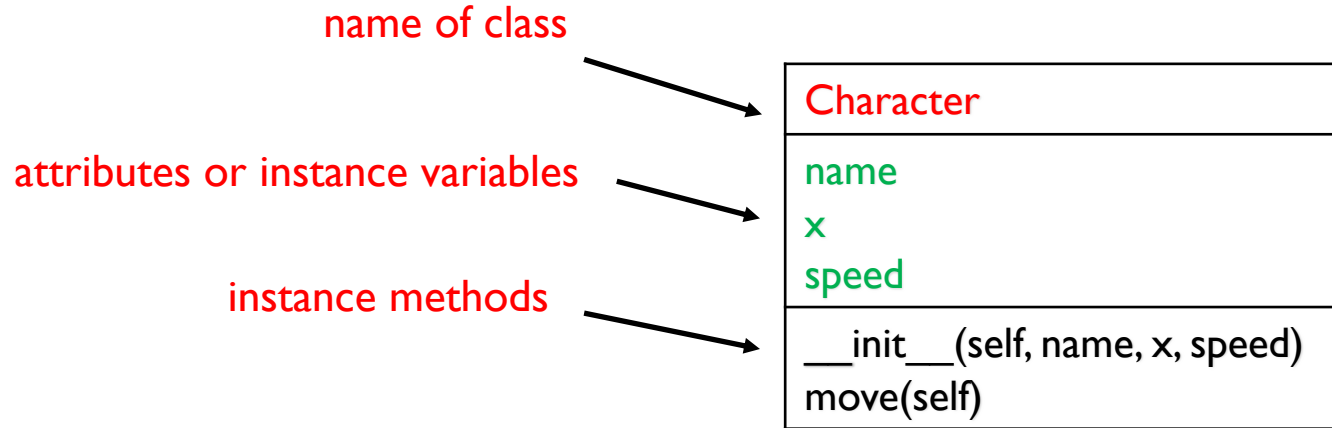 name of class
Character
attributes or instance variables
name
x
speed
instance methods
__init__(self, name, x, speed)
move(self)